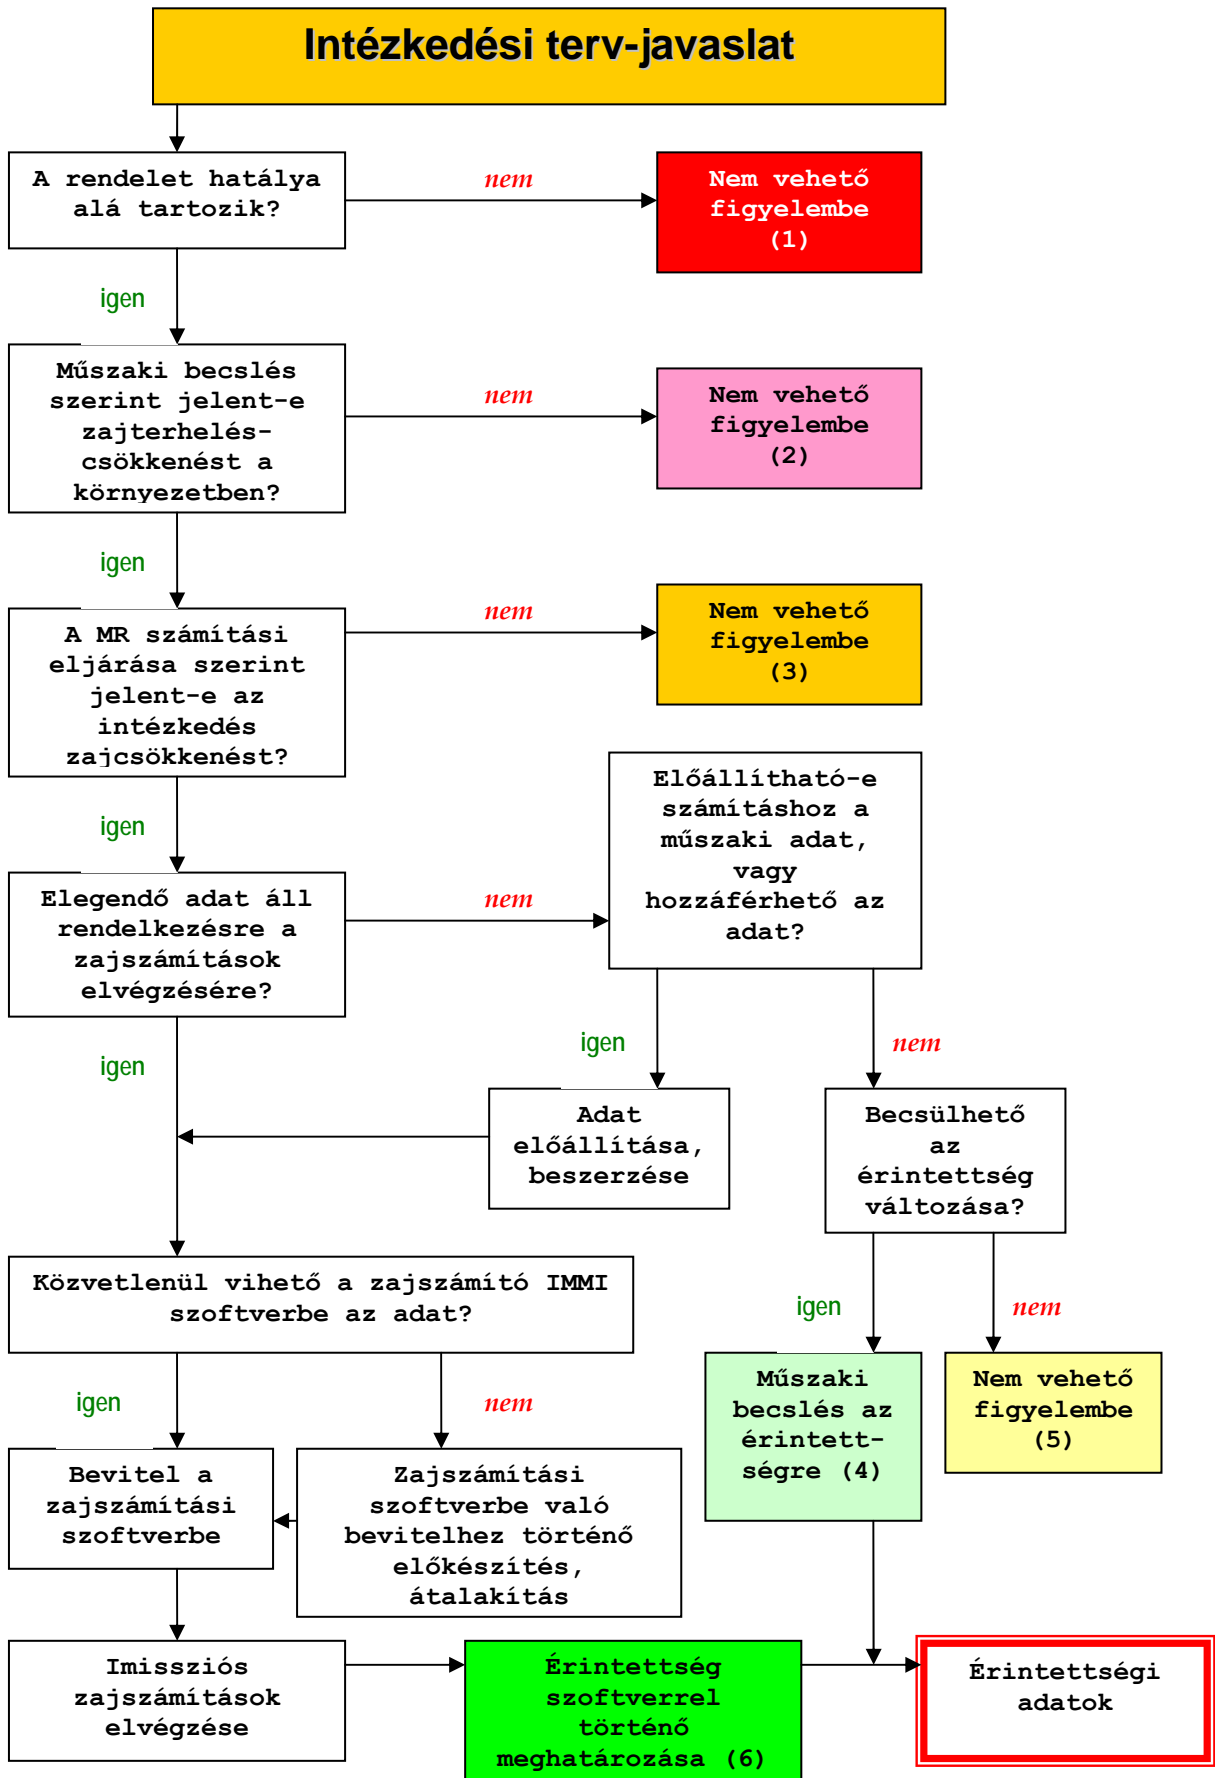 Intézkedési terv-javaslat
A rendelet hatálya
alá tartozik?
nem
Nem vehető
figyelembe
(1)
igen
Műszaki becslés
szerint jelent-e
zajterhelés-
csökkenést a
környezetben?
nem
Nem vehető
figyelembe
(2)
igen
A MR számítási
eljárása szerint
jelent-e az
intézkedés
zajcsökkenést?
nem
Nem vehető
figyelembe
(3)
igen
Elegendő adat áll
rendelkezésre a
zajszámítások
elvégzésére?
nem
Előállítható-e
számításhoz a
műszaki adat,
vagy
hozzáférhető az
adat?
igen
igen
nem
Adat
előállítása,
beszerzése
Becsülhető
az
érintettség
változása?
Közvetlenül vihető a zajszámító IMMI
szoftverbe az adat?
igen
nem
igen
nem
Műszaki
becslés az
érintett-
ségre (4)
Nem vehető
figyelembe
(5)
Bevitel a
zajszámítási
szoftverbe
Zajszámítási
szoftverbe való
bevitelhez történő
előkészítés,
átalakítás
Imissziós
zajszámítások
elvégzése
Érintettség
szoftverrel
történő
meghatározása (6)
Érintettségi
adatok